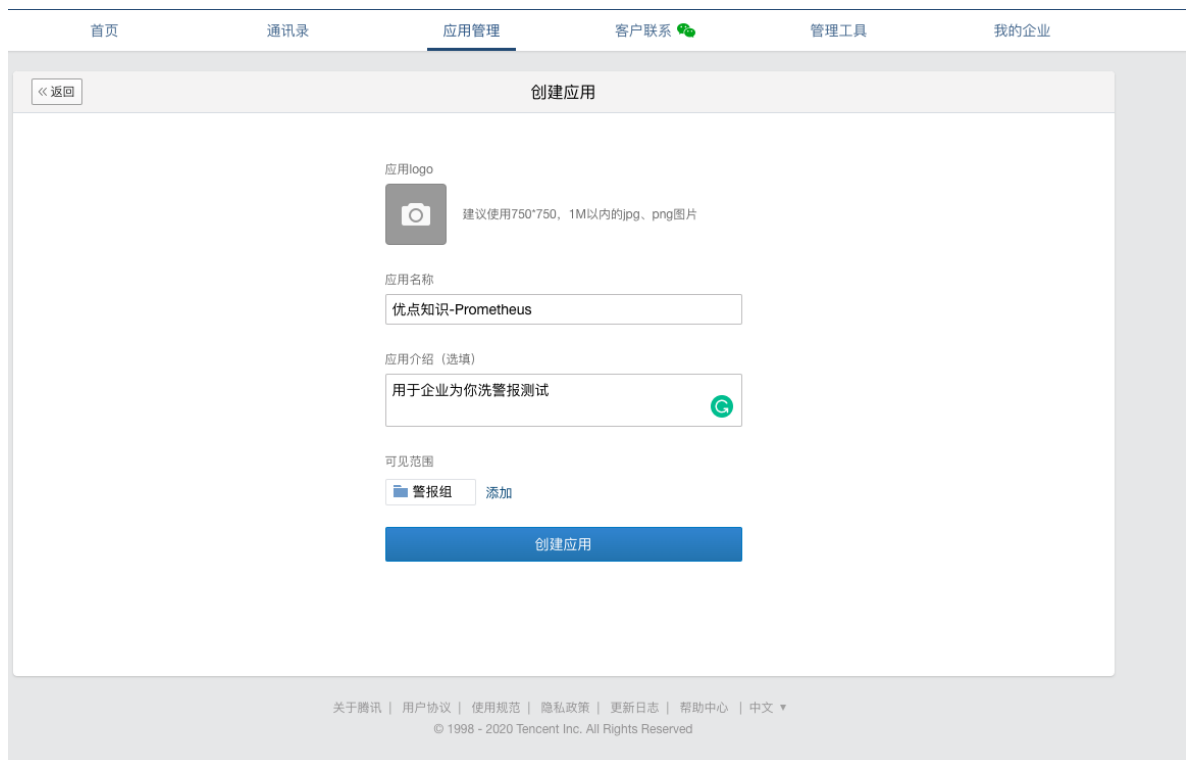 首页 通讯录 应用管理 客户联系 管理工具 我的企业
« 返回 创建应用
应用logo
建议使用750*750，1M以内的jpg、png图片
应用名称
优点知识-Prometheus
应用介绍（选填）
用于企业为你洗警报测试
可见范围
警报组 添加
创建应用
关于腾讯 | 用户协议 | 使用规范 | 隐私政策 | 更新日志 | 帮助中心 | 中文 ▼
© 1998 - 2020 Tencent Inc. All Rights Reserved